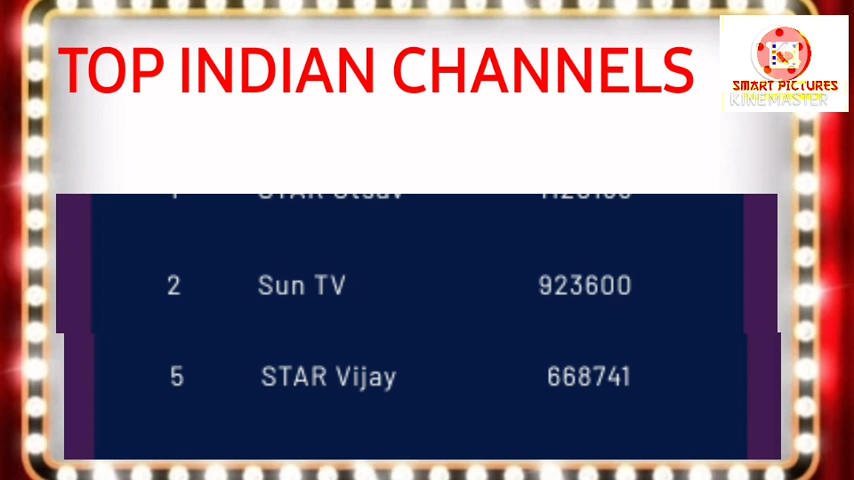 TOP INDIAN CHANNELS
SMART PICTURES
KINEMASTER
2 Sun TV 923600
5 STAR Vijay 668741